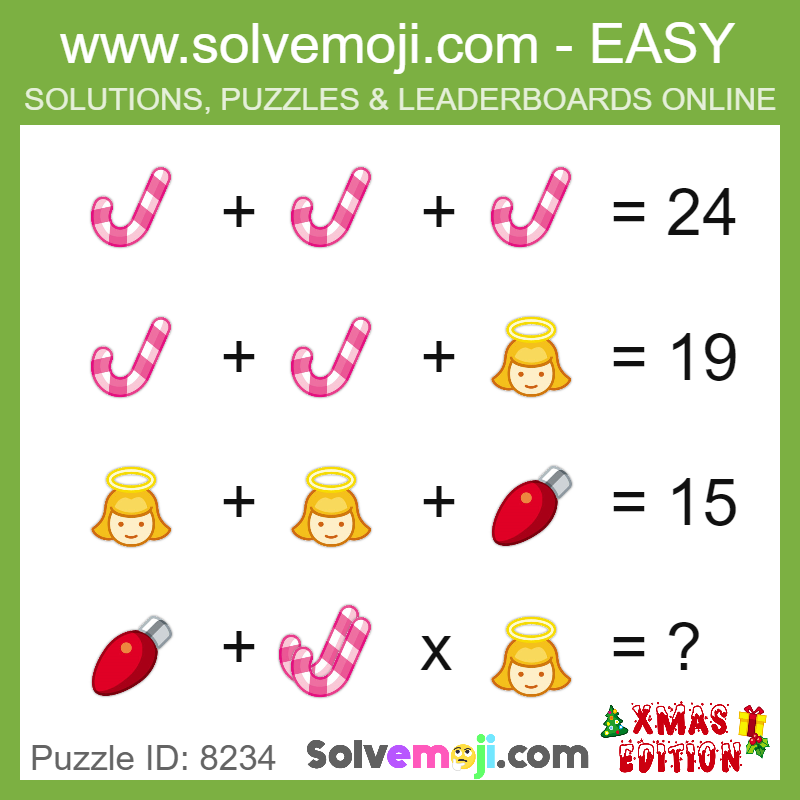 www.solvemoji.com - EASY
SOLUTIONS, PUZZLES & LEADERBOARDS ONLINE
+ + = 24
+ + = 19
+ + = 15
+ x = ?
XMAS
EDITION
Puzzle ID: 8234 Solvemoji.com